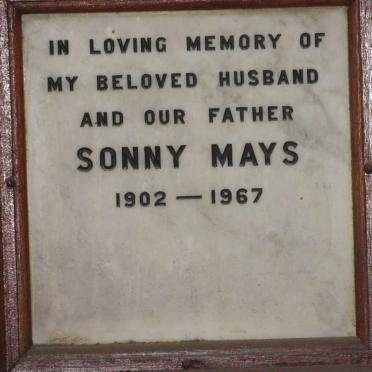 IN LOVING MEMORY OF
MY BELOVED HUSBAND
AND OUR FATHER
SONNY MAYS
1902 — 1967